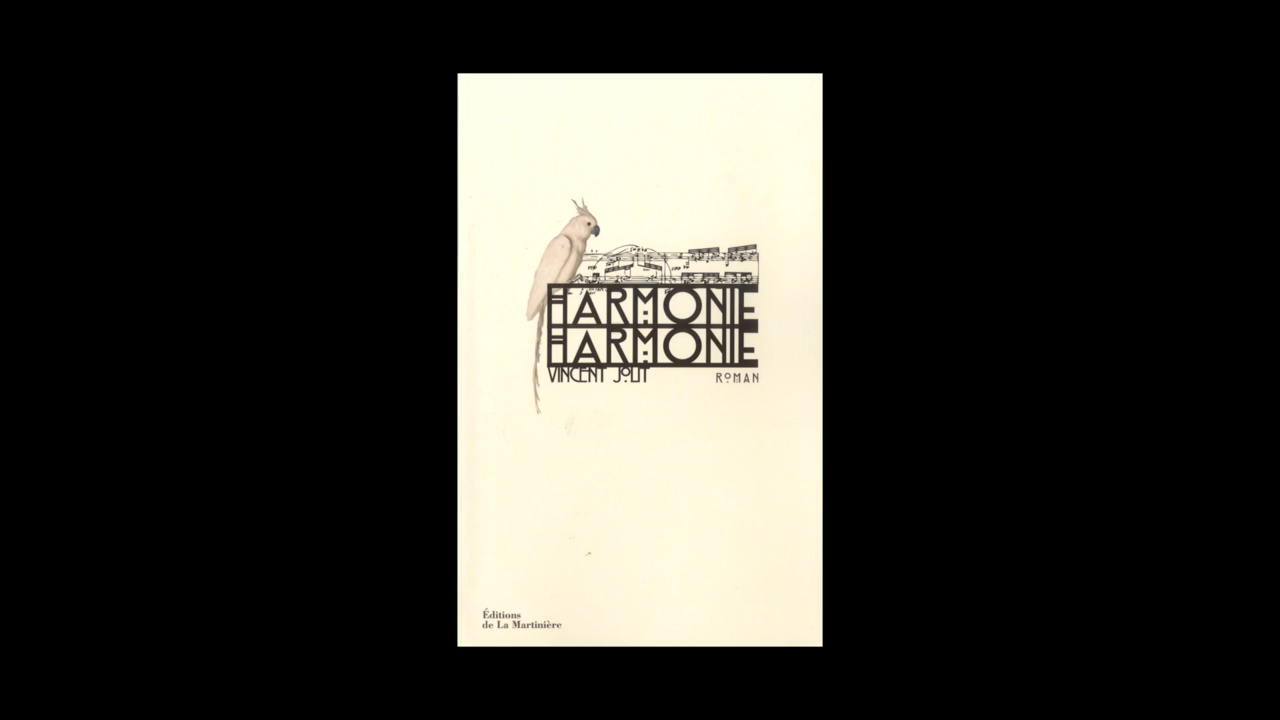 HARMONIE
HARMONIE
VINCENT JOLIT
ROMAN
Éditions
de La Martinière